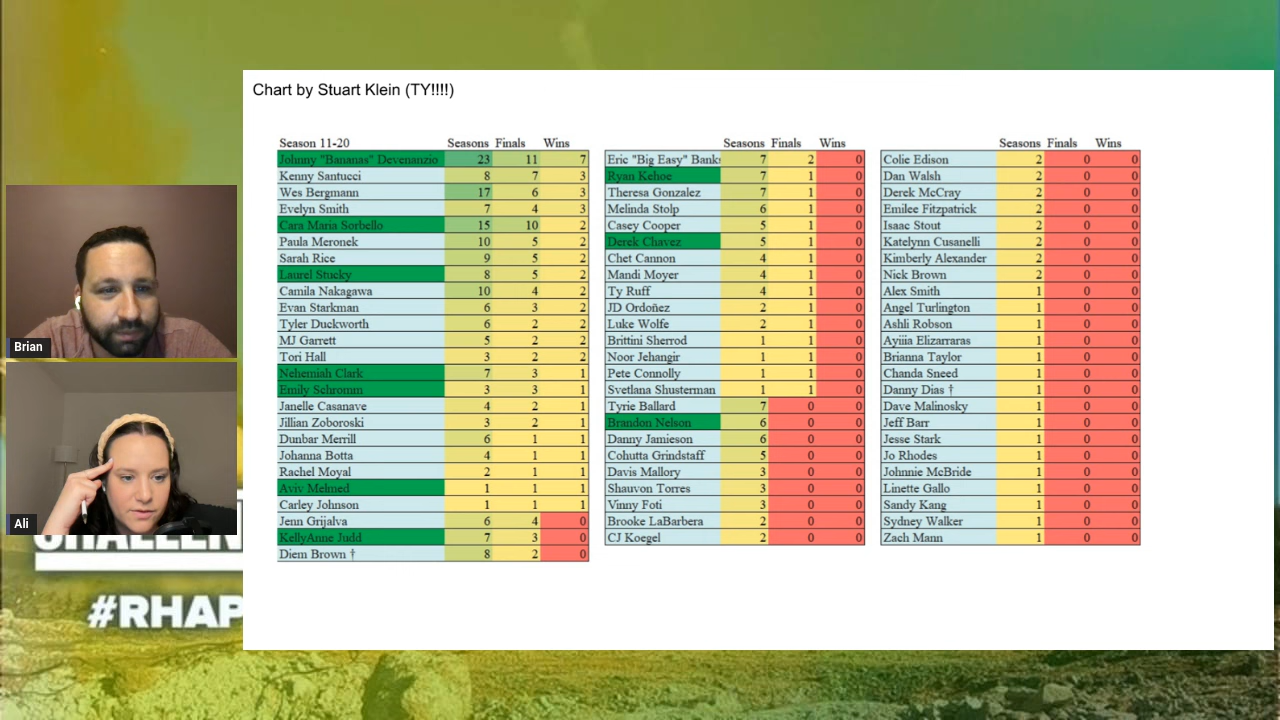 Chart by Stuart Klein (TY!!!!)
Season 11-20 Seasons Finals Wins
Johnny "Bananas" Devenanzio 23 11 7
Kenny Santucci 8 7 3
Wes Bergmann 17 6 3
Evelyn Smith 7 4 3
Cara Maria Sorbello 15 10 2
Paula Meronek 10 5 2
Sarah Rice 9 5 2
Laurel Stucky 8 5 2
Camila Nakagawa 10 4 2
Evan Starkman 6 3 2
Tyler Duckworth 6 2 2
MJ Garrett 5 2 2
Tori Hall 3 2 2
Nehemiah Clark 7 3 1
Emily Schromm 3 3 1
Janelle Casanave 4 2 1
Jillian Zoboroski 3 2 1
Dunbar Merrill 6 1 1
Johanna Botta 4 1 1
Rachel Moyal 2 1 1
Aviv Melmed 1 1 1
Carley Johnson 1 1 1
Jenn Grijalva 6 4 0
KellyAnne Judd 7 3 0
Diem Brown † 8 2 0
Seasons Finals Wins
Eric "Big Easy" Banks 7 2 0
Ryan Kehoe 7 1 0
Theresa Gonzalez 7 1 0
Melinda Stolp 6 1 0
Casey Cooper 5 1 0
Derek Chavez 5 1 0
Chet Cannon 4 1 0
Mandi Moyer 4 1 0
Ty Ruff 4 1 0
JD Ordoñez 2 1 0
Luke Wolfe 2 1 0
Brittini Sherrod 1 1 0
Noor Jehangir 1 1 0
Pete Connolly 1 1 0
Svetlana Shusterman 1 1 0
Tyrie Ballard 7 0 0
Brandon Nelson 6 0 0
Danny Jamieson 6 0 0
Cohutta Grindstaff 5 0 0
Davis Mallory 3 0 0
Shauvon Torres 3 0 0
Vinny Foti 3 0 0
Brooke LaBarbera 2 0 0
CJ Koegel 2 0 0
Seasons Finals Wins
Colie Edison 2 0 0
Dan Walsh 2 0 0
Derek McCray 2 0 0
Emilee Fitzpatrick 2 0 0
Isaac Stout 2 0 0
Katelynn Cusanelli 2 0 0
Kimberly Alexander 2 0 0
Nick Brown 2 0 0
Alex Smith 1 0 0
Angel Turlington 1 0 0
Ashli Robson 1 0 0
Ayiiia Elizarraras 1 0 0
Brianna Taylor 1 0 0
Chanda Sneed 1 0 0
Danny Dias † 1 0 0
Dave Malinosky 1 0 0
Jeff Barr 1 0 0
Jesse Stark 1 0 0
Jo Rhodes 1 0 0
Johnnie McBride 1 0 0
Linette Gallo 1 0 0
Sandy Kang 1 0 0
Sydney Walker 1 0 0
Zach Mann 1 0 0
Brian
Ali
#RHAP